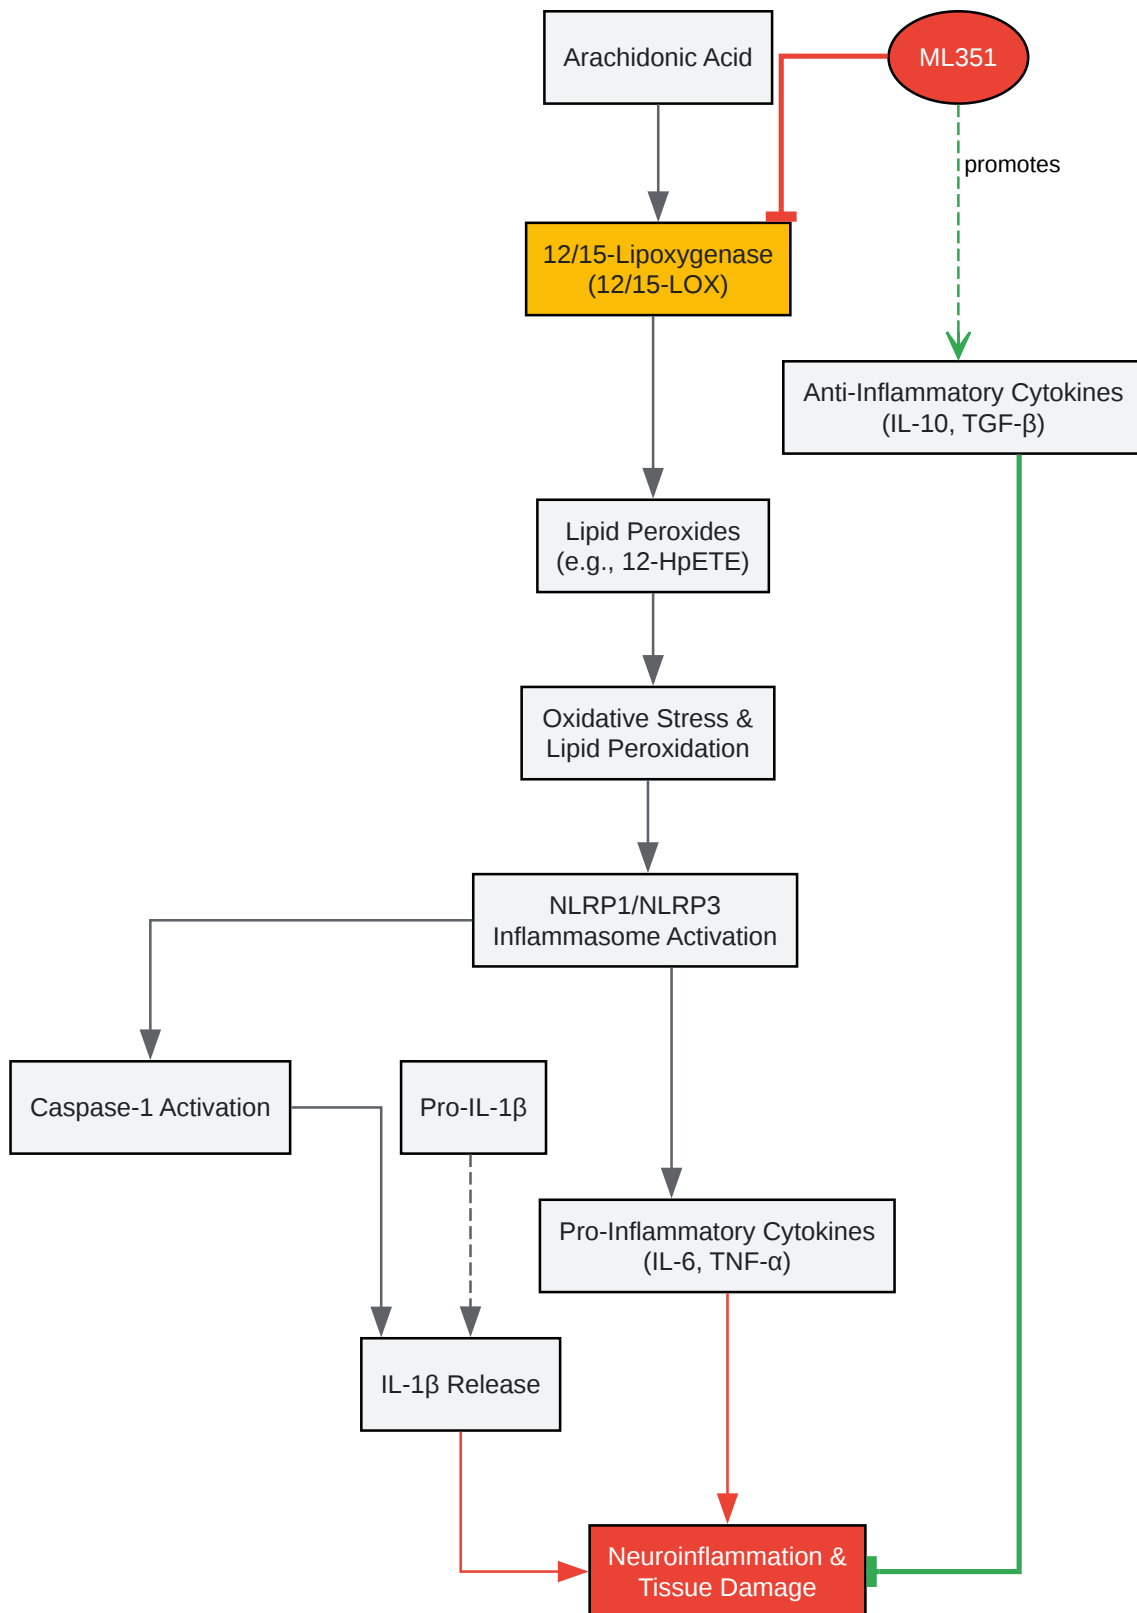 Arachidonic Acid
ML351
promotes
12/15-Lipoxygenase
(12/15-LOX)
Anti-Inflammatory Cytokines
(IL-10, TGF-β)
Lipid Peroxides
(e.g., 12-HpETE)
Oxidative Stress &
Lipid Peroxidation
NLRP1/NLRP3
Inflammasome Activation
Caspase-1 Activation
Pro-IL-1β
Pro-Inflammatory Cytokines
(IL-6, TNF-α)
IL-1β Release
Neuroinflammation &
Tissue Damage